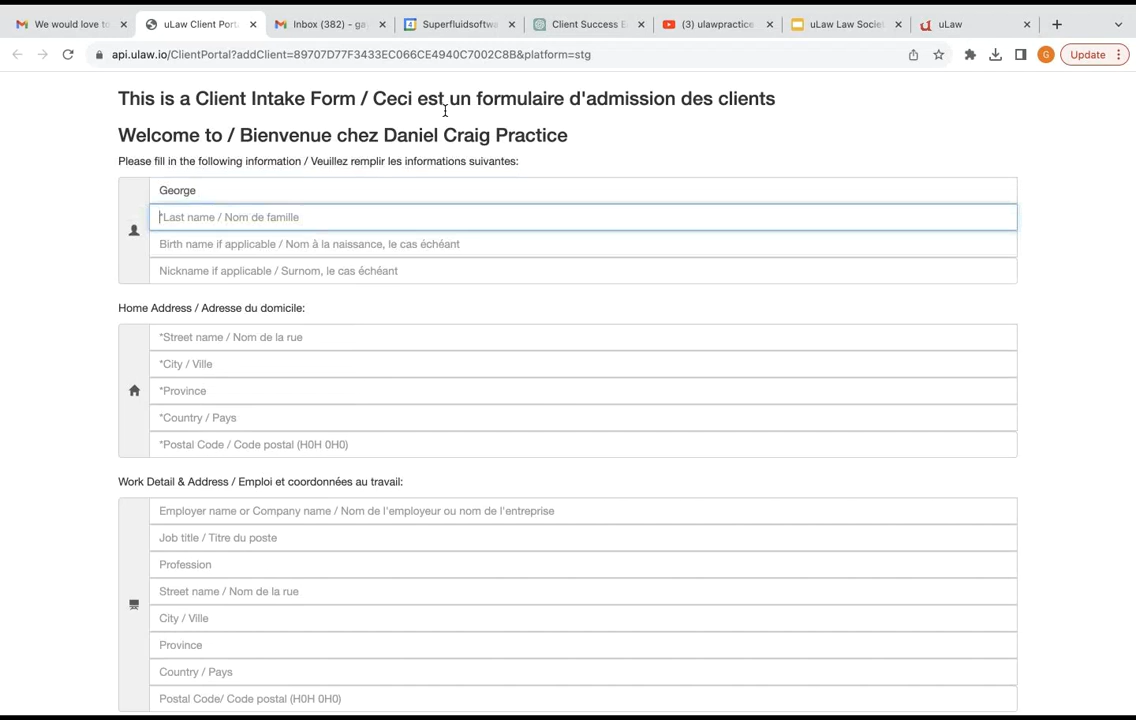 We would love to
uLaw Client Port
Inbox (382) - ga
Superfluidsoftwa
Client Success E
(3) ulawpractice
uLaw Law Societ
uLaw
api.ulaw.io/ClientPortal?addClient=89707D77F3433EC066CE4940C7002C8B&platform=stg
G
Update
This is a Client Intake Form / Ceci est un formulaire d'admission des clients
Welcome to / Bienvenue chez Daniel Craig Practice
Please fill in the following information / Veuillez remplir les informations suivantes:
George
*Last name / Nom de famille
Birth name if applicable / Nom à la naissance, le cas échéant
Nickname if applicable / Surnom, le cas échéant
Home Address / Adresse du domicile:
*Street name / Nom de la rue
*City / Ville
*Province
*Country / Pays
*Postal Code / Code postal (H0H 0H0)
Work Detail & Address / Emploi et coordonnées au travail:
Employer name or Company name / Nom de l'employeur ou nom de l'entreprise
Job title / Titre du poste
Profession
Street name / Nom de la rue
City / Ville
Province
Country / Pays
Postal Code/ Code postal (H0H 0H0)